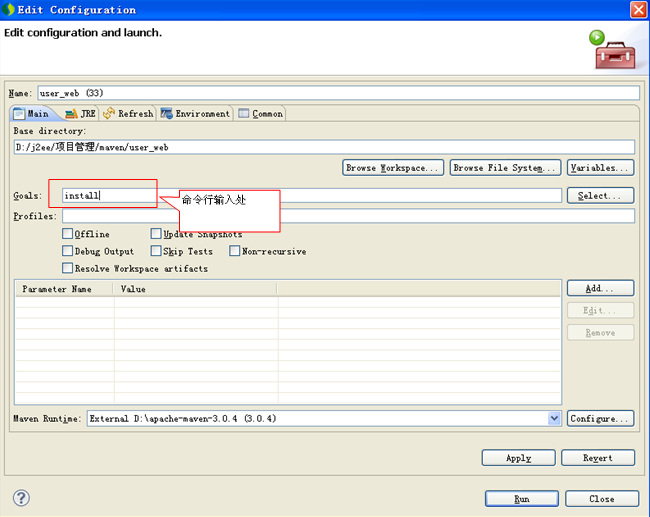 Edit Configuration
Edit configuration and launch.
Name: user_web (33)
Main JRE Refresh Environment Common
Base directory:
D:/j2ee/项目管理/maven/user_web
Browse Workspace... Browse File System... Variables...
Goals: install 命令行输入处 Select...
Profiles:
Offline Update Snapshots
Debug Output Skip Tests Non-recursive
Resolve Workspace artifacts
Parameter Name Value Add...
Edit...
Remove
Maven Runtime: External D:\apache-maven-3.0.4 (3.0.4) Configure...
Apply Revert
? Run Close